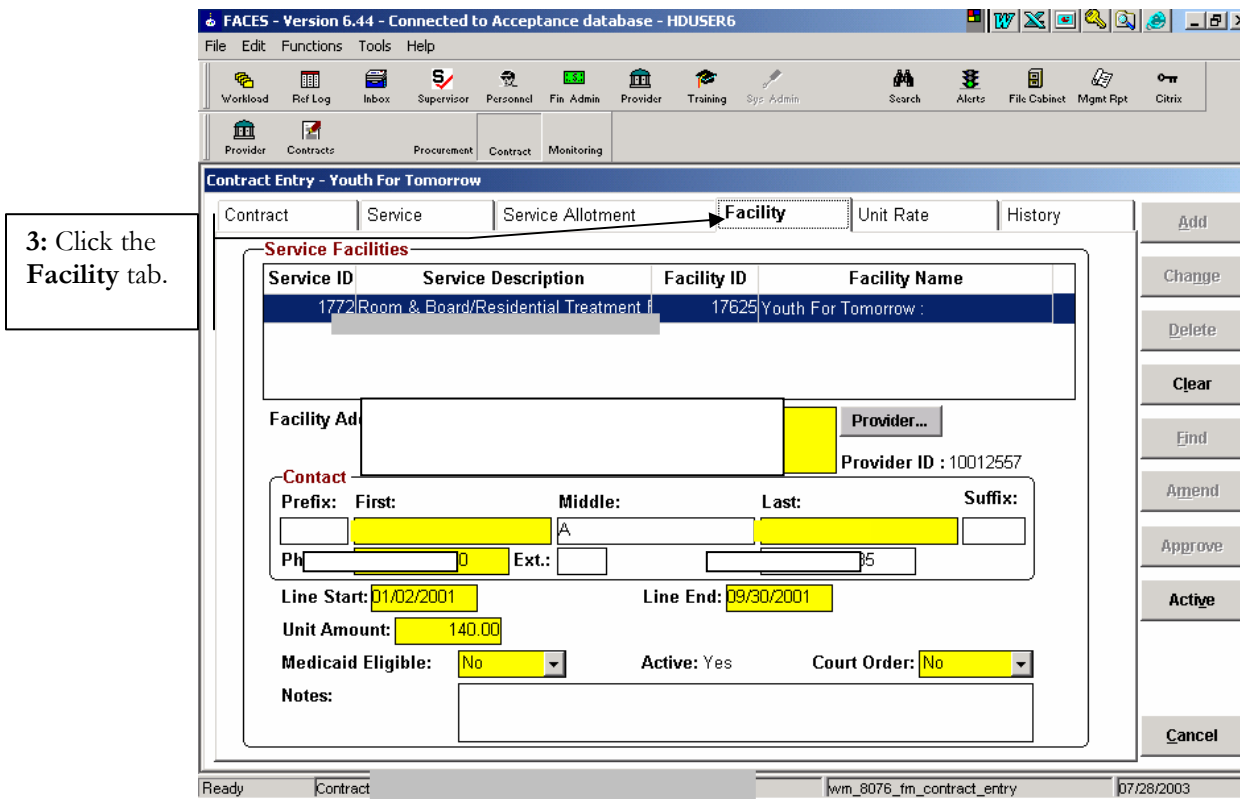 FACES - Version 6.44 - Connected to Acceptance database - HDUSER6
File Edit Functions Tools Help
Workload Ref Log Inbox Supervisor Personnel Fin Admin Provider Training Sys Admin Search Alerts File Cabinet Mgmt Rpt Citrix
Provider Contracts Procurement Contract Monitoring
Contract Entry - Youth For Tomorrow
Contract Service Service Allotment Facility Unit Rate History
3: Click the
Facility tab.
Service Facilities
Service ID Service Description Facility ID Facility Name
1772 Room & Board/Residential Treatment 17625 Youth For Tomorrow :
Facility Provider...
Provider ID : 10012557
Contact
Prefix: First: Middle: Last: Suffix:
A
Ph 0 Ext.: 35
Line Start: 01/02/2001 Line End: 09/30/2001
Unit Amount: 140.00
Medicaid Eligible: No Active: Yes Court Order: No
Notes:
Add
Change
Delete
Clear
Find
Amend
Approve
Active
Cancel
Ready Contract wm_8076_fm_contract_entry 07/28/2003